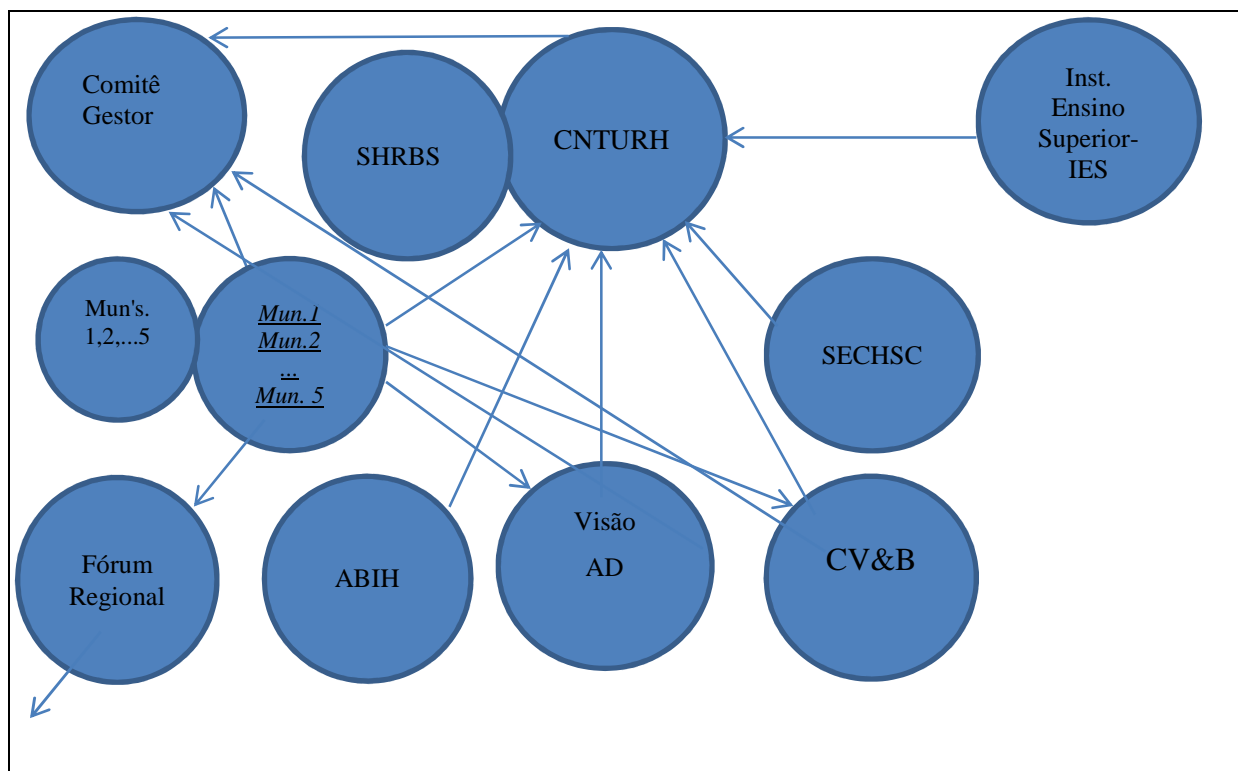 Comitê
Gestor
SHRBS
CNTURH
Inst.
Ensino
Superior-
IES
Mun's.
1,2,...5
Mun.1
Mun.2
...
Mun. 5
SECHSC
Fórum
Regional
ABIH
Visão
AD
CV&B